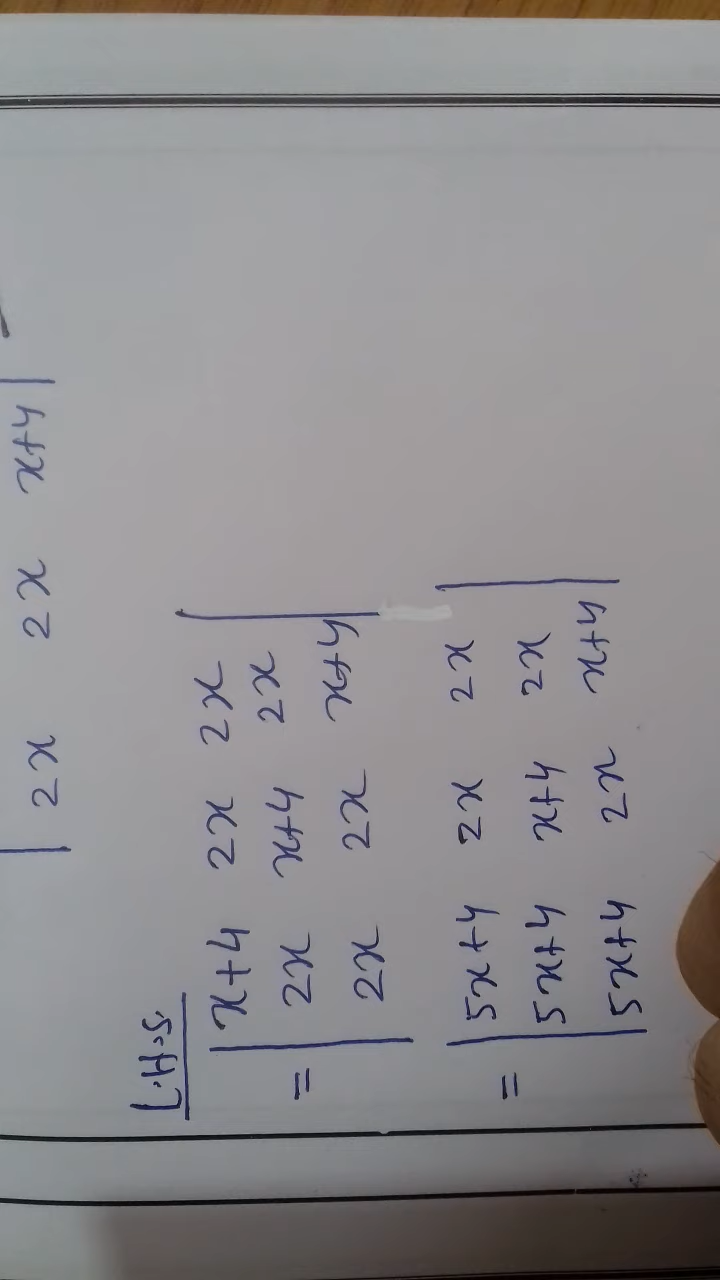 | 2x 2x x+4 |
L.H.S.
| x+4 2x 2x |
= | 2x x+4 2x |
| 2x 2x x+4 |
| 5x+4 2x 2x |
= | 5x+4 x+4 2x |
| 5x+4 2x x+4 |